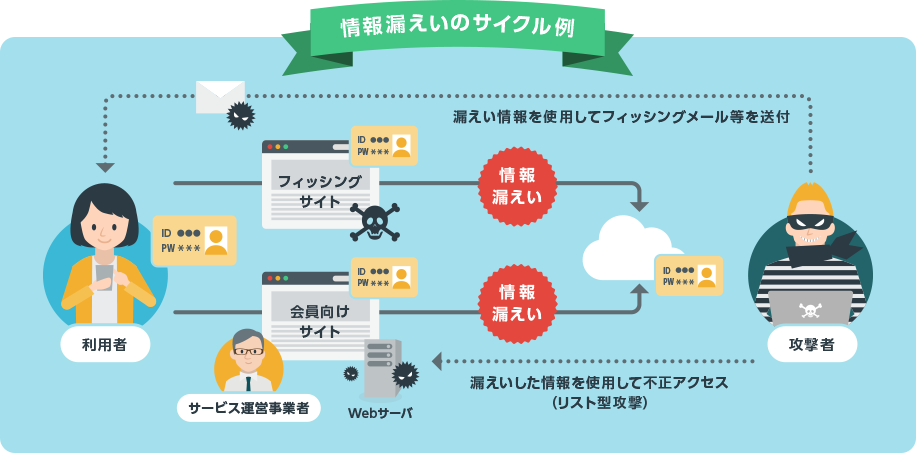 情報漏えいのサイクル例
漏えい情報を使用してフィッシングメール等を送付
ID ●●●
PW ***
フィッシング
サイト
情報
漏えい
ID ●●●
PW ***
ID ●●●
PW ***
会員向け
サイト
情報
漏えい
ID ●●●
PW ***
利用者
攻撃者
漏えいした情報を使用して不正アクセス
(リスト型攻撃)
サービス運営事業者
Webサーバ